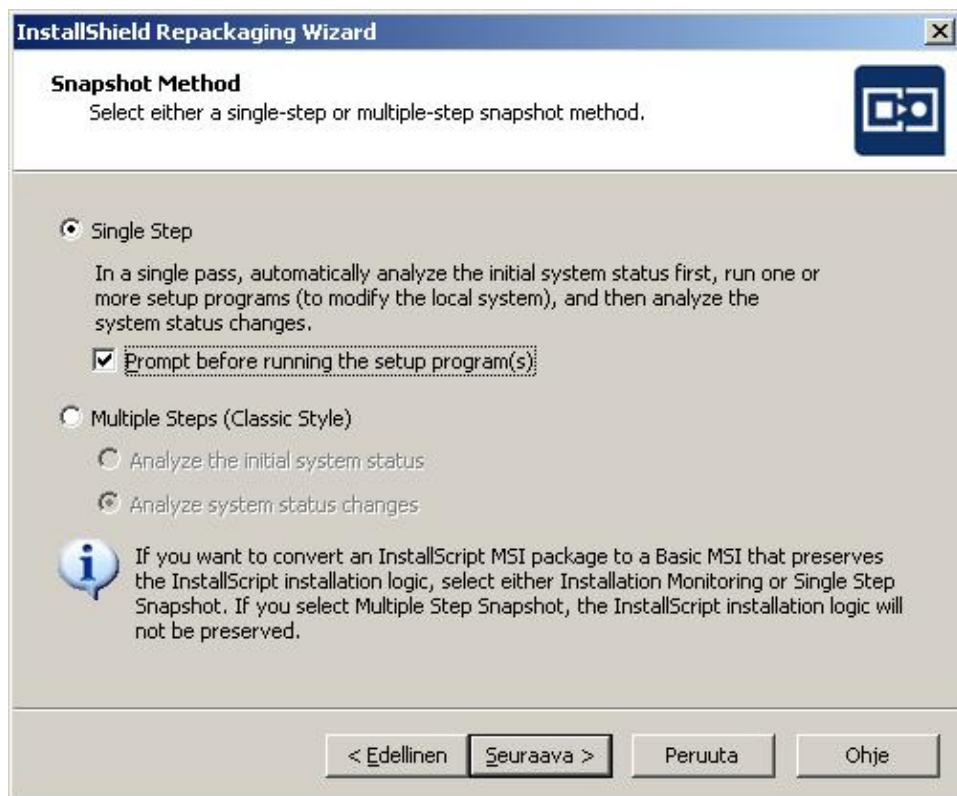 InstallShield Repackaging Wizard
Snapshot Method
Select either a single-step or multiple-step snapshot method.
Single Step
In a single pass, automatically analyze the initial system status first, run one or
more setup programs (to modify the local system), and then analyze the
system status changes.
Prompt before running the setup program(s)
Multiple Steps (Classic Style)
Analyze the initial system status
Analyze system status changes
If you want to convert an InstallScript MSI package to a Basic MSI that preserves
the InstallScript installation logic, select either Installation Monitoring or Single Step
Snapshot. If you select Multiple Step Snapshot, the InstallScript installation logic will
not be preserved.
< Edellinen Seuraava > Peruuta Ohje